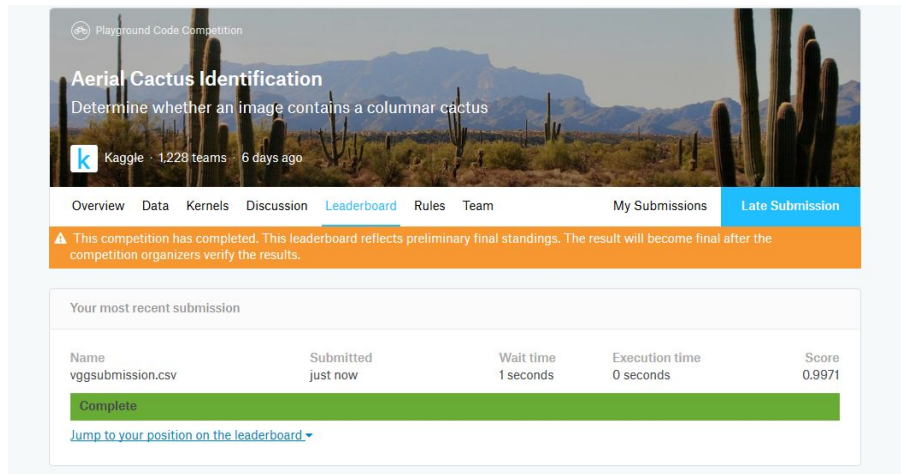 Playground Code Competition
Aerial Cactus Identification
Determine whether an image contains a columnar cactus
k Kaggle · 1,228 teams · 6 days ago
Overview Data Kernels Discussion Leaderboard Rules Team My Submissions Late Submission
This competition has completed. This leaderboard reflects preliminary final standings. The result will become final after the
competition organizers verify the results.
Your most recent submission
Name Submitted Wait time Execution time Score
vggsubmission.csv just now 1 seconds 0 seconds 0.9971
Complete
Jump to your position on the leaderboard